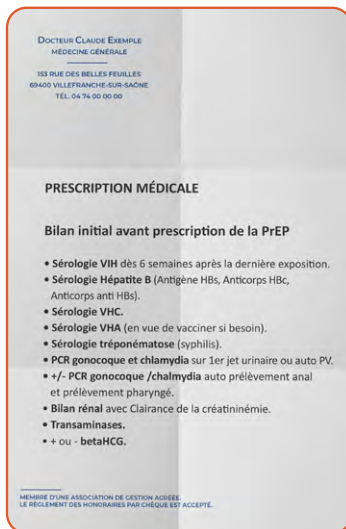 DOCTEUR CLAUDE EXEMPLE
MÉDECINE GÉNÉRALE
153 RUE DES BELLES FEUILLES
69400 VILLEFRANCHE-SUR-SAÔNE
TÉL. 04 74 00 00 00
PRESCRIPTION MÉDICALE
Bilan initial avant prescription de la PrEP
• Sérologie VIH dès 6 semaines après la dernière exposition.
• Sérologie Hépatite B (Antigène HBs, Anticorps HBc,
Anticorps anti HBs).
• Sérologie VHC.
• Sérologie VHA (en vue de vacciner si besoin).
• Sérologie tréponématose (syphilis).
• PCR gonocoque et chlamydia sur 1er jet urinaire ou auto PV.
• +/- PCR gonocoque /chalmydia auto prélèvement anal
et prélèvement pharyngé.
• Bilan rénal avec Clairance de la créatininémie.
• Transaminases.
• + ou - betaHCG.
MEMBRE D'UNE ASSOCIATION DE GESTION AGRÉÉE.
LE RÈGLEMENT DES HONORAIRES PAR CHÈQUE EST ACCEPTÉ.